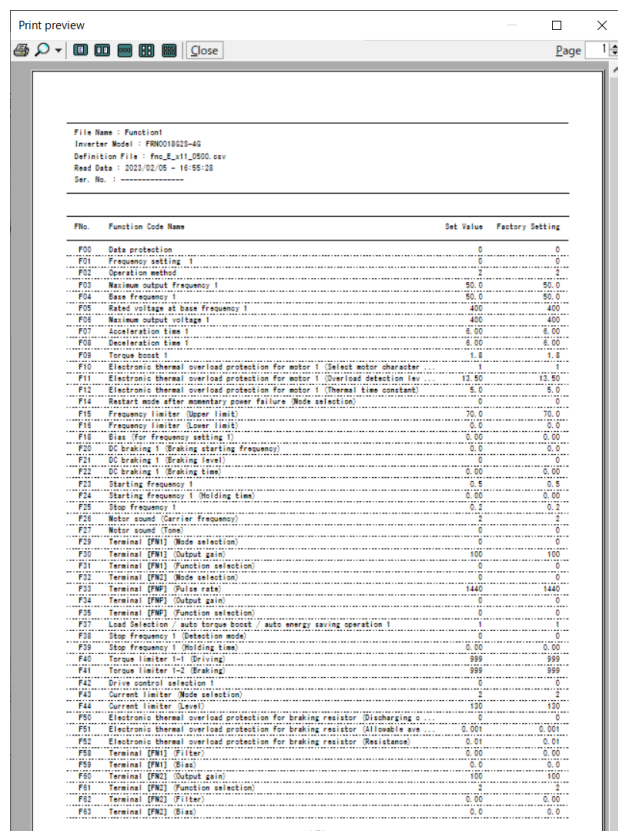 Print preview
Close
Page 1
File Name : Function1
Inverter Model : FRN0018G2S-4G
Definition File : fnc_E_x11_0500.csv
Read Data : 2023/02/05 - 16:55:28
Ser. No. : ---------------
FNo. Function Code Name Set Value Factory Setting
F00 Data protection 0 0
F01 Frequency setting 1 0 0
F02 Operation method 2 2
F03 Maximum output frequency 1 50.0 50.0
F04 Base frequency 1 50.0 50.0
F05 Rated voltage at base frequency 1 400 400
F06 Maximum output voltage 1 400 400
F07 Acceleration time 1 6.00 6.00
F08 Deceleration time 1 6.00 6.00
F09 Torque boost 1 1.8 1.8
F10 Electronic thermal overload protection for motor 1 (Select motor character ... 1 1
F11 Electronic thermal overload protection for motor 1 (Overload detection lev ... 13.50 13.50
F12 Electronic thermal overload protection for motor 1 (Thermal time constant) 5.0 5.0
F14 Restart mode after momentary power failure (Mode selection) 0 0
F15 Frequency limiter (Upper limit) 70.0 70.0
F16 Frequency limiter (Lower limit) 0.0 0.0
F18 Bias (for frequency setting 1) 0.00 0.00
F20 DC braking 1 (Braking starting frequency) 0.0 0.0
F21 DC braking 1 (Braking level) 0 0
F22 DC braking 1 (Braking time) 0.00 0.00
F23 Starting frequency 1 0.5 0.5
F24 Starting frequency 1 (Holding time) 0.00 0.00
F25 Stop frequency 1 0.2 0.2
F26 Motor sound (Carrier frequency) 2 2
F27 Motor sound (Tone) 0 0
F29 Terminal [FM1] (Mode selection) 0 0
F30 Terminal [FM1] (Output gain) 100 100
F31 Terminal [FM1] (Function selection) 0 0
F32 Terminal [FM2] (Mode selection) 0 0
F33 Terminal [FMP] (Pulse rate) 1440 1440
F34 Terminal [FMP] (Output gain) 0 0
F35 Terminal [FMP] (Function selection) 0 0
F37 Load Selection / auto torque boost / auto energy saving operation 1 1 1
F38 Stop frequency 1 (Detection mode) 0 0
F39 Stop frequency 1 (Holding time) 0.00 0.00
F40 Torque limiter 1-1 (Driving) 999 999
F41 Torque limiter 1-2 (Braking) 999 999
F42 Drive control selection 1 0 0
F43 Current limiter (Mode selection) 2 2
F44 Current limiter (Level) 130 130
F50 Electronic thermal overload protection for braking resistor (Discharging c ... 0 0
F51 Electronic thermal overload protection for braking resistor (Allowable ave ... 0.001 0.001
F52 Electronic thermal overload protection for braking resistor (Resistance) 0.01 0.01
F58 Terminal [FM1] (Filter) 0.00 0.00
F59 Terminal [FM1] (Bias) 0.0 0.0
F60 Terminal [FM2] (Output gain) 100 100
F61 Terminal [FM2] (Function selection) 2 2
F62 Terminal [FM2] (Filter) 0.00 0.00
F63 Terminal [FM2] (Bias) 0.0 0.0